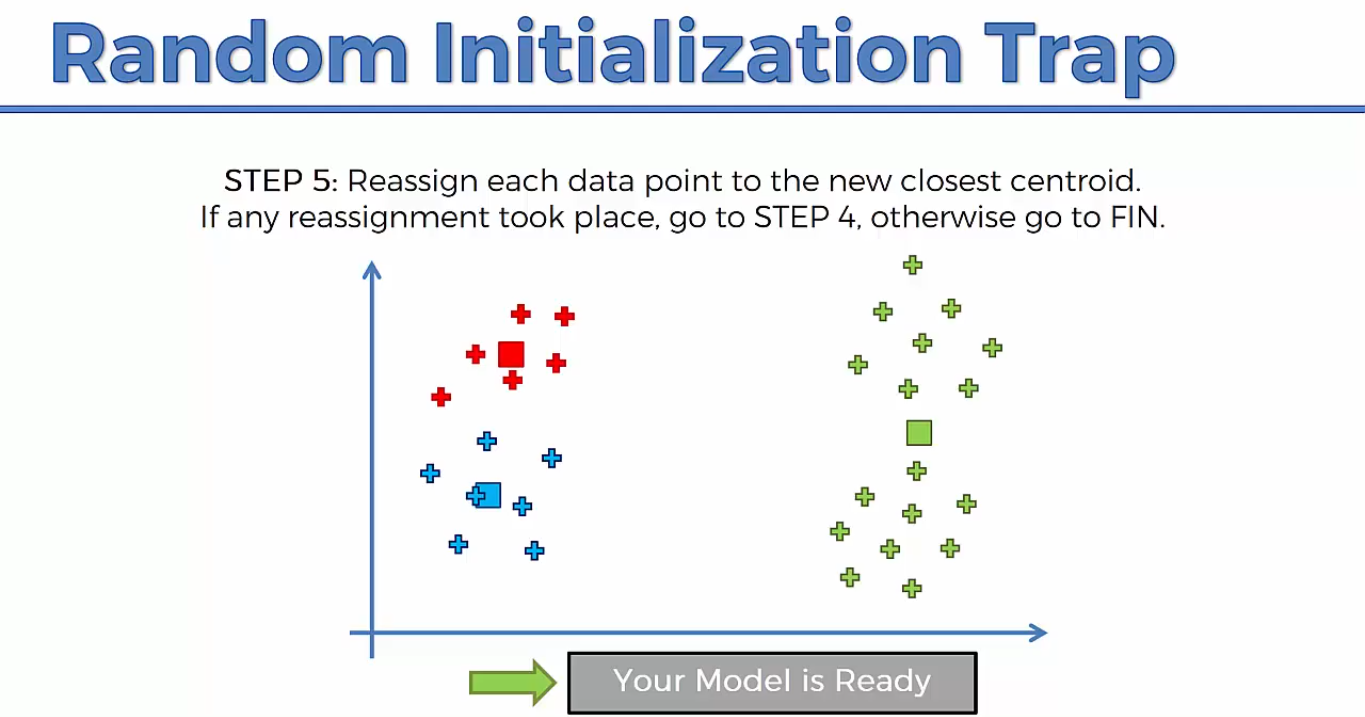 Random Initialization Trap
STEP 5: Reassign each data point to the new closest centroid.
If any reassignment took place, go to STEP 4, otherwise go to FIN.
Your Model is Ready